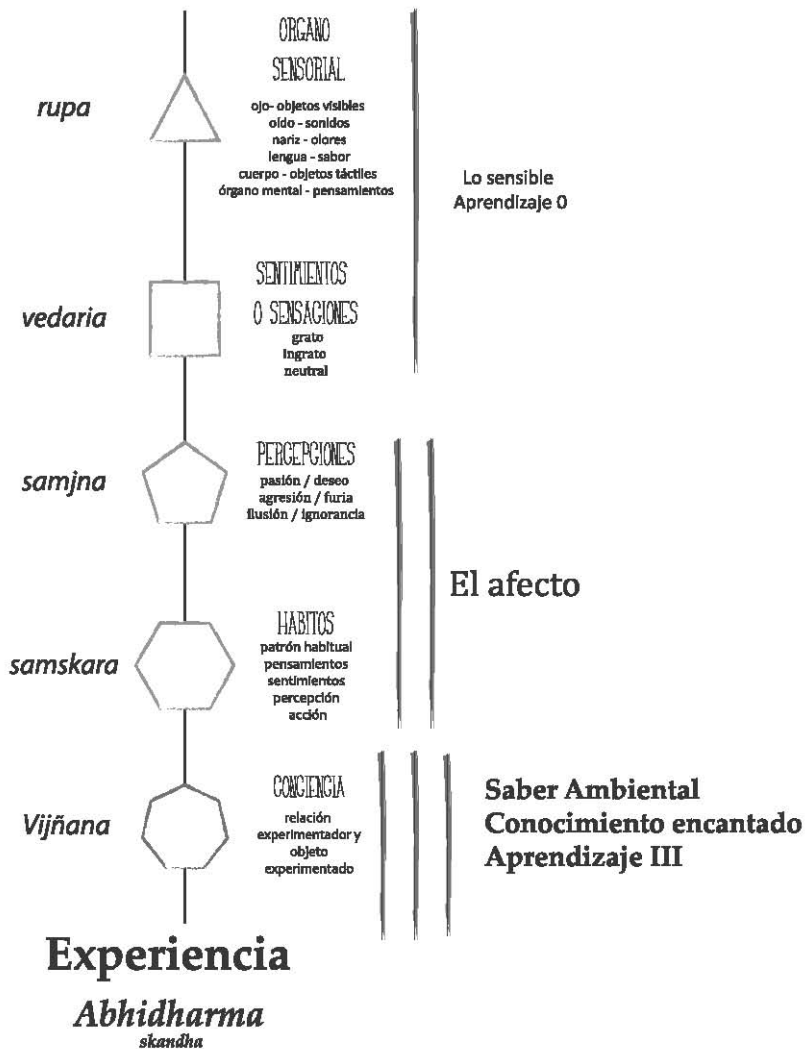 rupa
ORGANO
SENSORIAL
ojo- objetos visibles
oído - sonidos
nariz - olores
lengua - sabor
cuerpo - objetos táctiles
órgano mental - pensamientos
Lo sensible
Aprendizaje 0
vedaria
SENTIMIENTOS
O SENSACIONES
grato
ingrato
neutral
samjna
PERCEPCIONES
pasión / deseo
agresión / furia
ilusión / ignorancia
El afecto
samskara
HABITOS
patrón habitual
pensamientos
sentimientos
percepción
acción
Vijñana
CONCIENCIA
relación
experimentador y
objeto
experimentado
Saber Ambiental
Conocimiento encantado
Aprendizaje III
Experiencia
Abhidharma
skandha